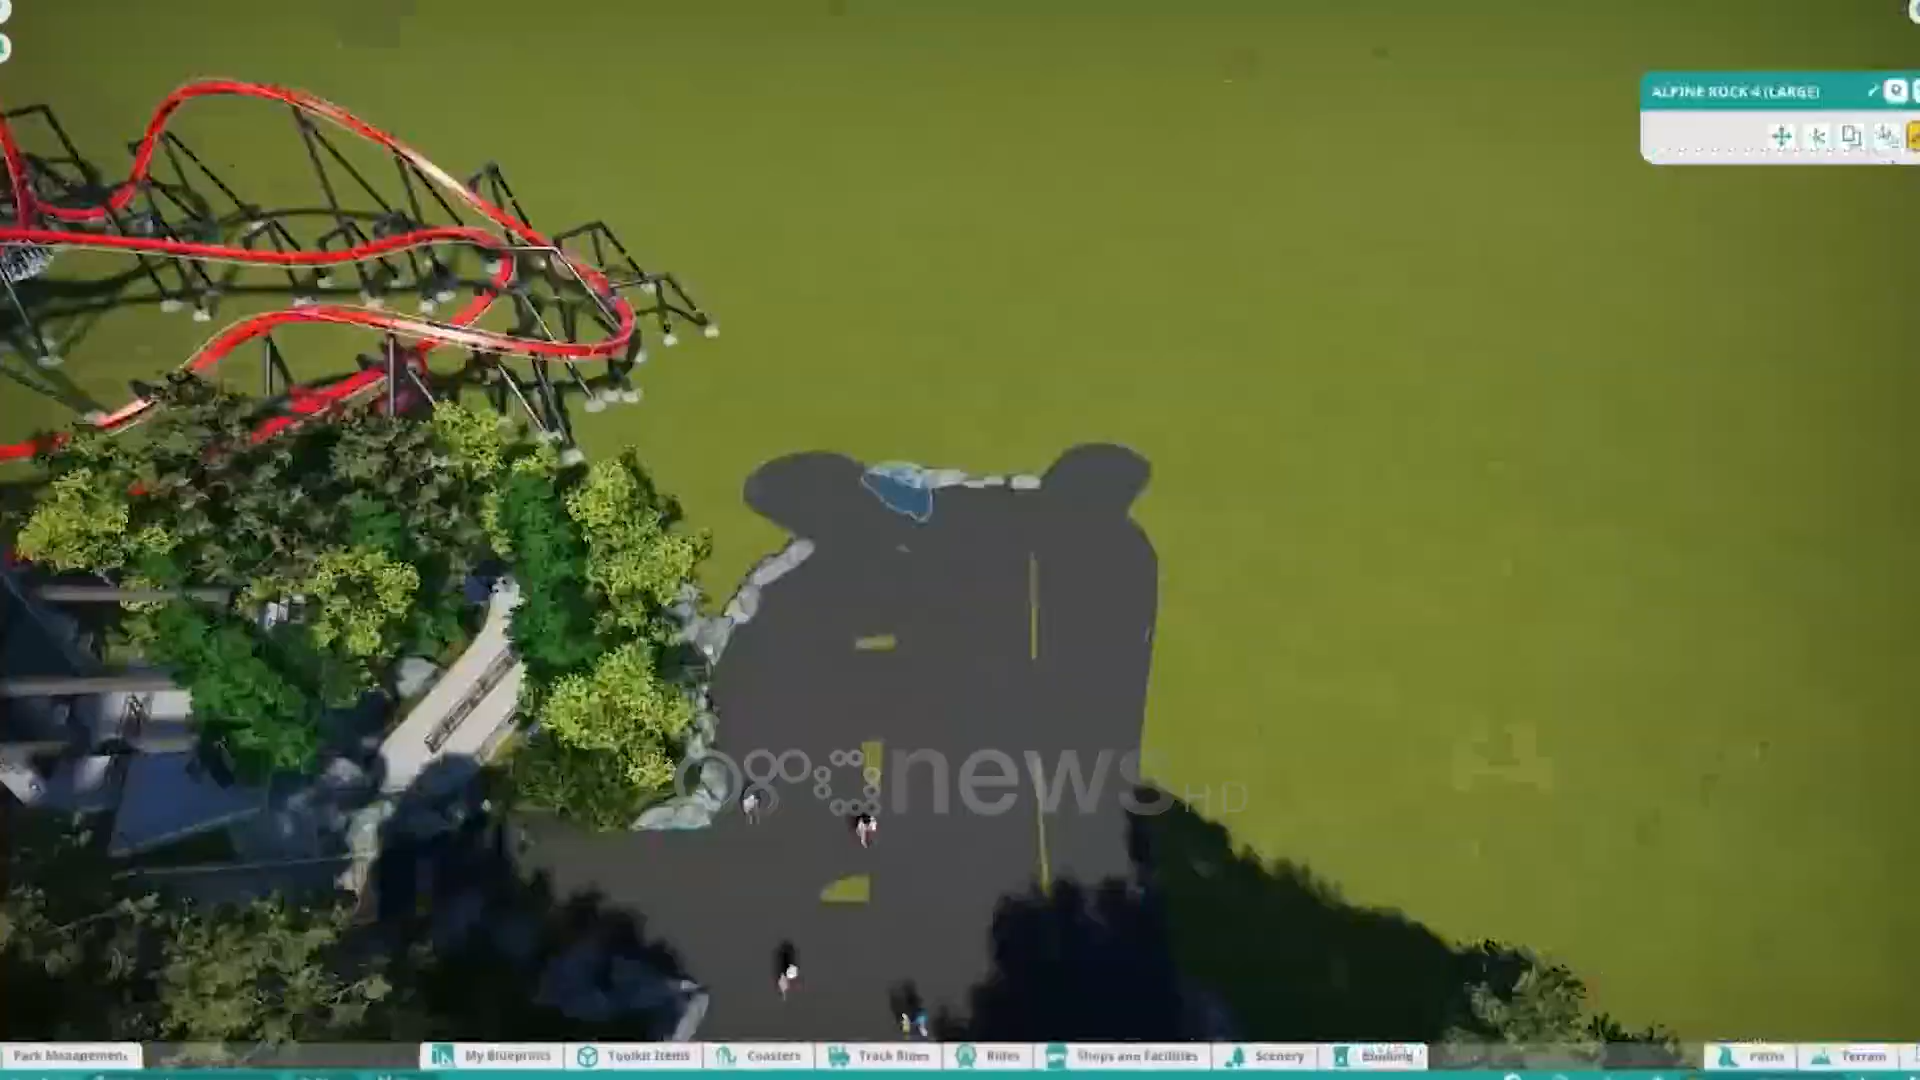 ALPINE ROCK 4 (LARGE)
news HD
Park Management
My Blueprints
Toolkit Items
Coasters
Track Rides
Rides
Shops and Facilities
Scenery
Building
Paths
Terrain